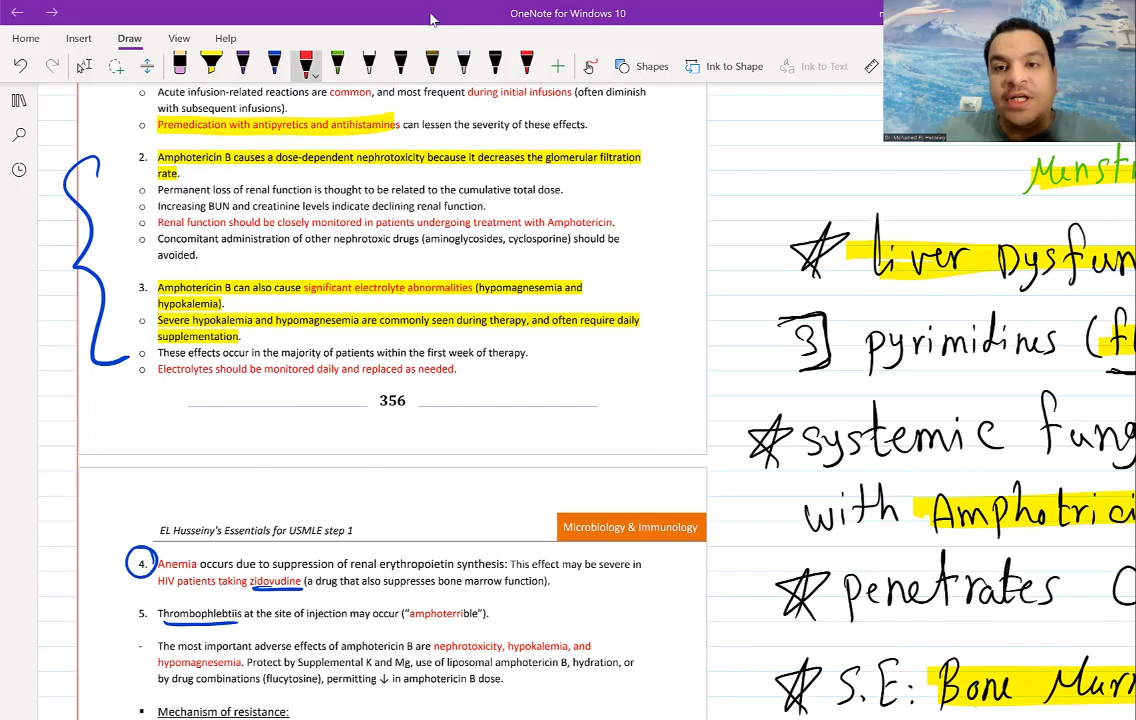 OneNote for Windows 10
Home Insert Draw View Help
Shapes Ink to Shape Ink to Text
Dr. Mohamed EL Husseiny
o Acute infusion-related reactions are common, and most frequent during initial infusions (often diminish
with subsequent infusions).
o Premedication with antipyretics and antihistamines can lessen the severity of these effects.
2. Amphotericin B causes a dose-dependent nephrotoxicity because it decreases the glomerular filtration
rate.
o Permanent loss of renal function is thought to be related to the cumulative total dose.
o Increasing BUN and creatinine levels indicate declining renal function.
o Renal function should be closely monitored in patients undergoing treatment with Amphotericin.
o Concomitant administration of other nephrotoxic drugs (aminoglycosides, cyclosporine) should be
avoided.
3. Amphotericin B can also cause significant electrolyte abnormalities (hypomagnesemia and
hypokalemia).
o Severe hypokalemia and hypomagnesemia are commonly seen during therapy, and often require daily
supplementation.
o These effects occur in the majority of patients within the first week of therapy.
o Electrolytes should be monitored daily and replaced as needed.
356
EL Husseiny's Essentials for USMLE step 1
Microbiology & Immunology
4. Anemia occurs due to suppression of renal erythropoietin synthesis: This effect may be severe in
HIV patients taking zidovudine (a drug that also suppresses bone marrow function).
5. Thrombophlebtiis at the site of injection may occur ("amphoterrible").
- The most important adverse effects of amphotericin B are nephrotoxicity, hypokalemia, and
hypomagnesemia. Protect by Supplemental K and Mg, use of liposomal amphotericin B, hydration, or
by drug combinations (flucytosine), permitting ↓ in amphotericin B dose.
▪ Mechanism of resistance:
Menst
liver Dysfun
3 pyrimidines (f
systemic fung
with Amphotrici
penetrates C
S.E: Bone Marr